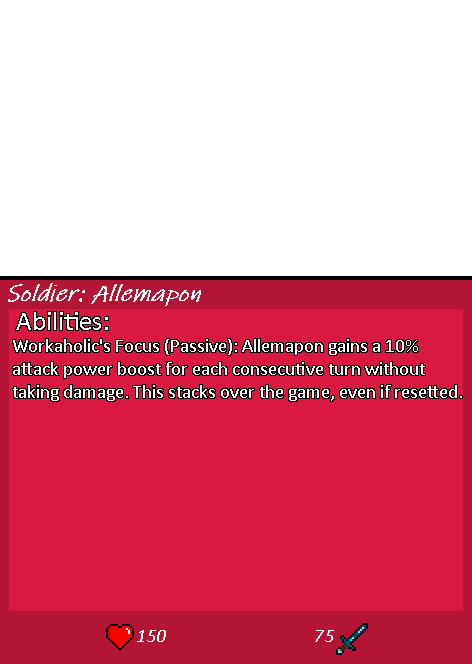 Soldier: Allemapon
Abilities:
Workaholic's Focus (Passive): Allemapon gains a 10%
attack power boost for each consecutive turn without
taking damage. This stacks over the game, even if resetted.
150
75